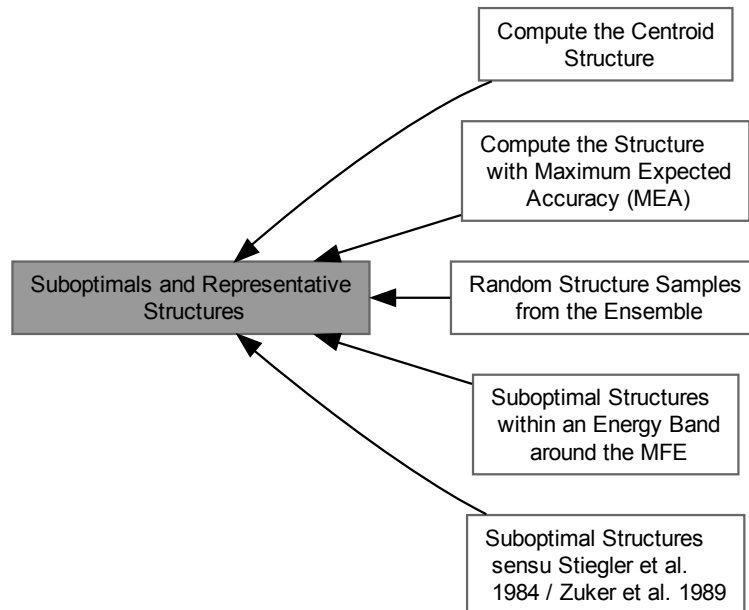 Compute the Centroid
Structure
Compute the Structure
with Maximum Expected
Accuracy (MEA)
Suboptimals and Representative
Structures
Random Structure Samples
from the Ensemble
Suboptimal Structures
within an Energy Band
around the MFE
Suboptimal Structures
sensu Stiegler et al.
1984 / Zuker et al. 1989